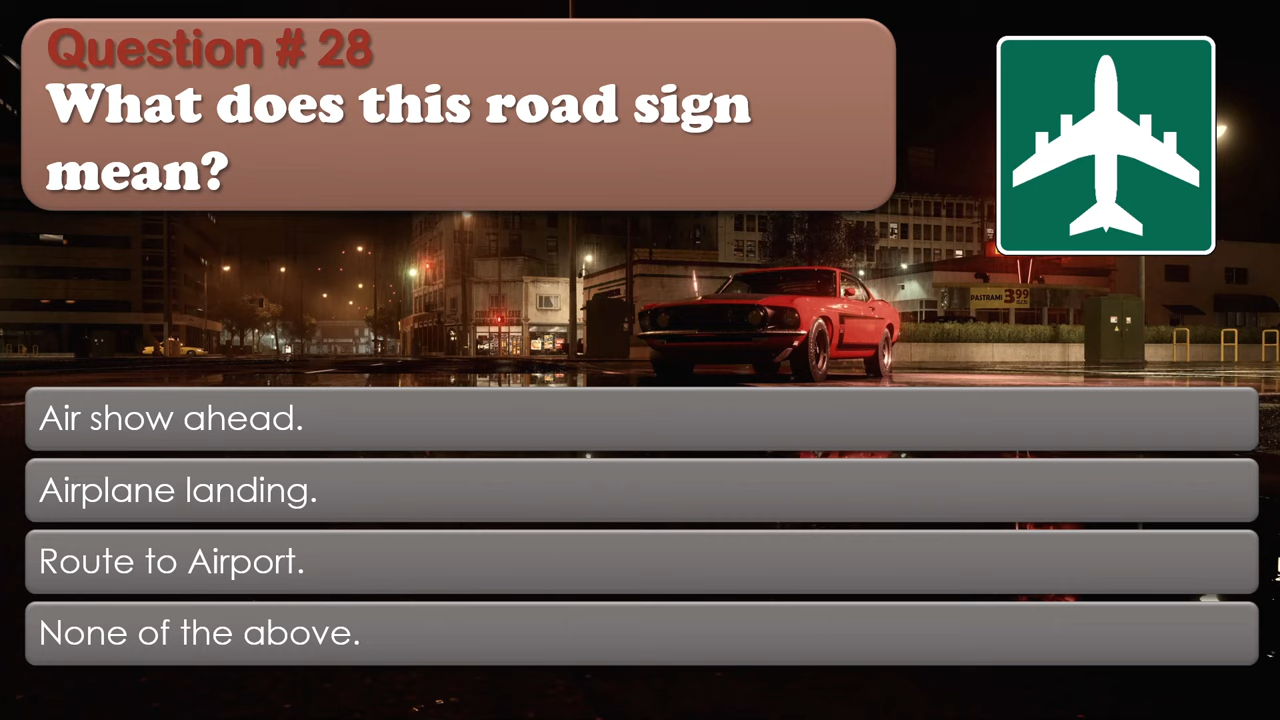 Question # 28
What does this road sign
mean?
PASTRAMI 3.99
Air show ahead.
Airplane landing.
Route to Airport.
None of the above.